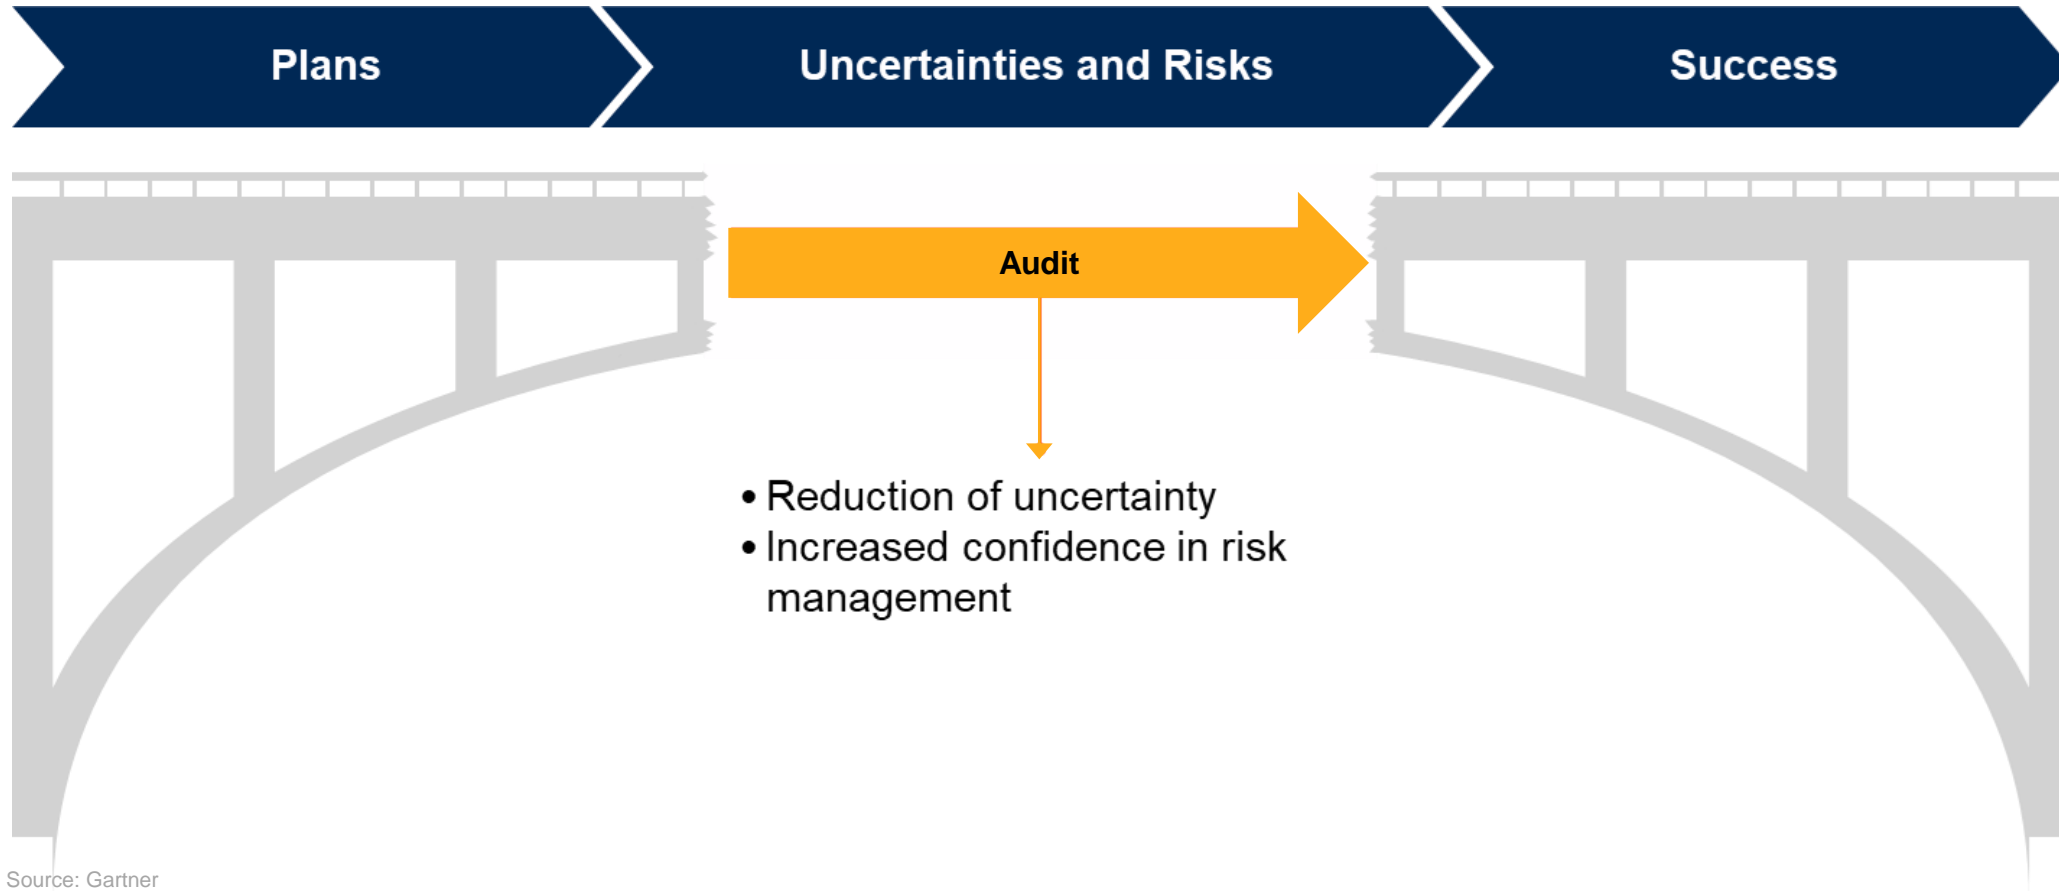 Plans
Uncertainties and Risks
Success
Audit
• Reduction of uncertainty
• Increased confidence in risk
management
Source: Gartner